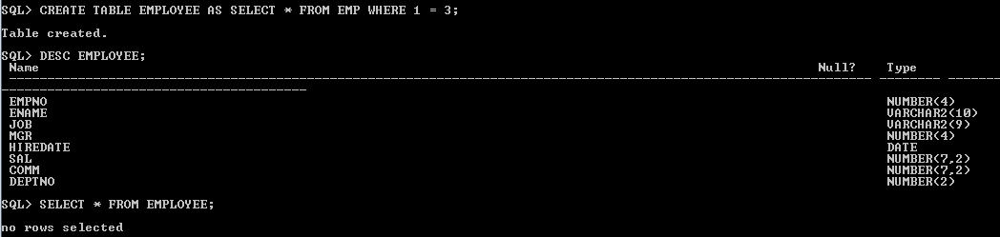 SQL> CREATE TABLE EMPLOYEE AS SELECT * FROM EMP WHERE 1 = 3;
Table created.
SQL> DESC EMPLOYEE;
Name Null? Type
EMPNO NUMBER(4)
ENAME VARCHAR2(10)
JOB VARCHAR2(9)
MGR NUMBER(4)
HIREDATE DATE
SAL NUMBER(7,2)
COMM NUMBER(7,2)
DEPTNO NUMBER(2)
SQL> SELECT * FROM EMPLOYEE;
no rows selected